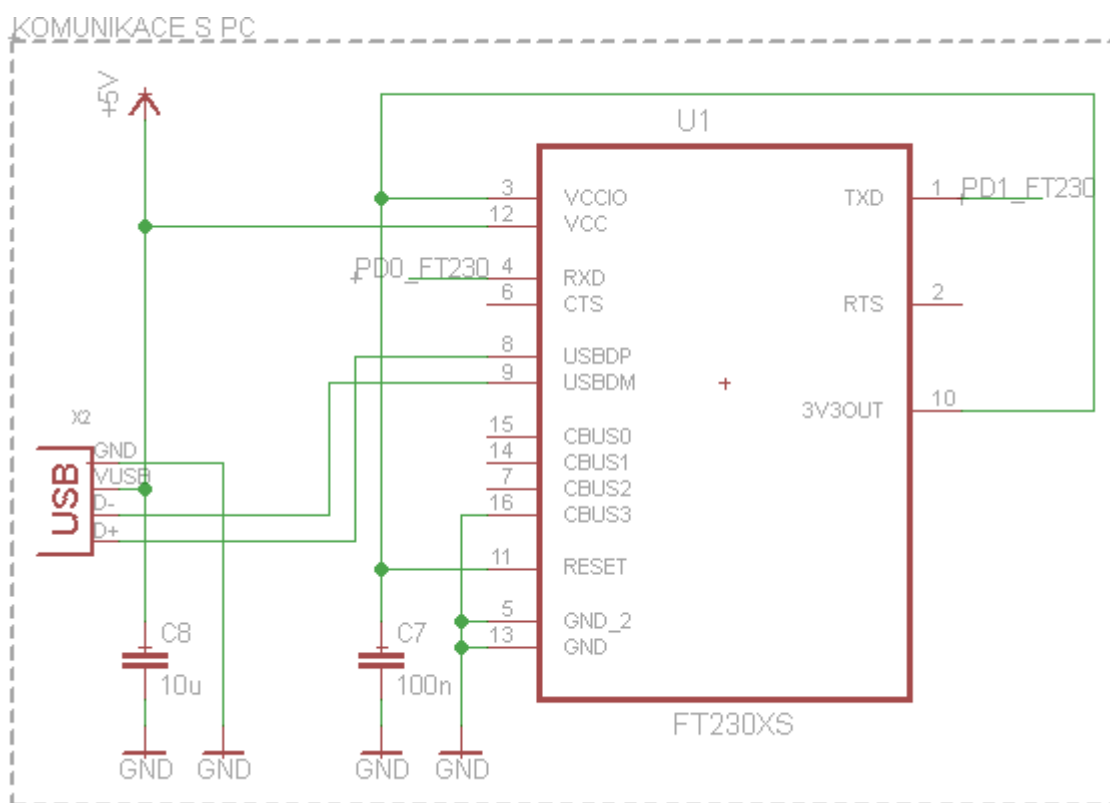 KOMUNIKACE S PC
+5V
U1
3 VCCIO
TXD 1 PD1_FT230
12 VCC
PD0_FT230 4 RXD
6 CTS
RTS 2
8 USBDP
9 USBDM
3V3OUT 10
X2
USB
GND
VUSB
D-
D+
15 CBUS0
14 CBUS1
7 CBUS2
16 CBUS3
11 RESET
5 GND_2
13 GND
C8
10u
C7
100n
FT230XS
GND GND GND GND